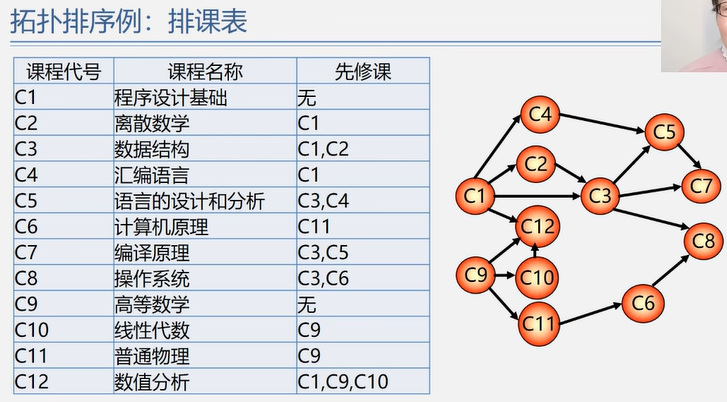 拓扑排序例：排课表
课程代号 课程名称 先修课
C1 程序设计基础 无
C2 离散数学 C1
C3 数据结构 C1,C2
C4 汇编语言 C1
C5 语言的设计和分析 C3,C4
C6 计算机原理 C11
C7 编译原理 C3,C5
C8 操作系统 C3,C6
C9 高等数学 无
C10 线性代数 C9
C11 普通物理 C9
C12 数值分析 C1,C9,C10
C4
C5
C2
C7
C1
C3
C12
C8
C9
C10
C6
C11